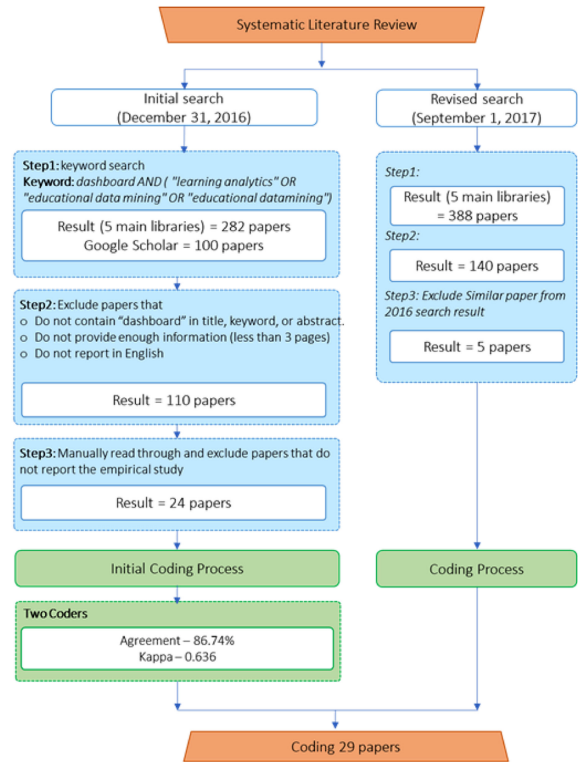 Systematic Literature Review
Initial search
(December 31, 2016)
Step1: keyword search
Keyword: dashboard AND ( "learning analytics" OR
"educational data mining" OR "educational datamining")
Result (5 main libraries) = 282 papers
Google Scholar = 100 papers
Step2: Exclude papers that
o Do not contain “dashboard” in title, keyword, or abstract.
o Do not provide enough information (less than 3 pages)
o Do not report in English
Result = 110 papers
Step3: Manually read through and exclude papers that do
not report the empirical study
Result = 24 papers
Initial Coding Process
Two Coders
Agreement – 86.74%
Kappa – 0.636
Revised search
(September 1, 2017)
Step1:
Result (5 main libraries)
= 388 papers
Step2:
Result = 140 papers
Step3: Exclude Similar paper from
2016 search result
Result = 5 papers
Coding Process
Coding 29 papers